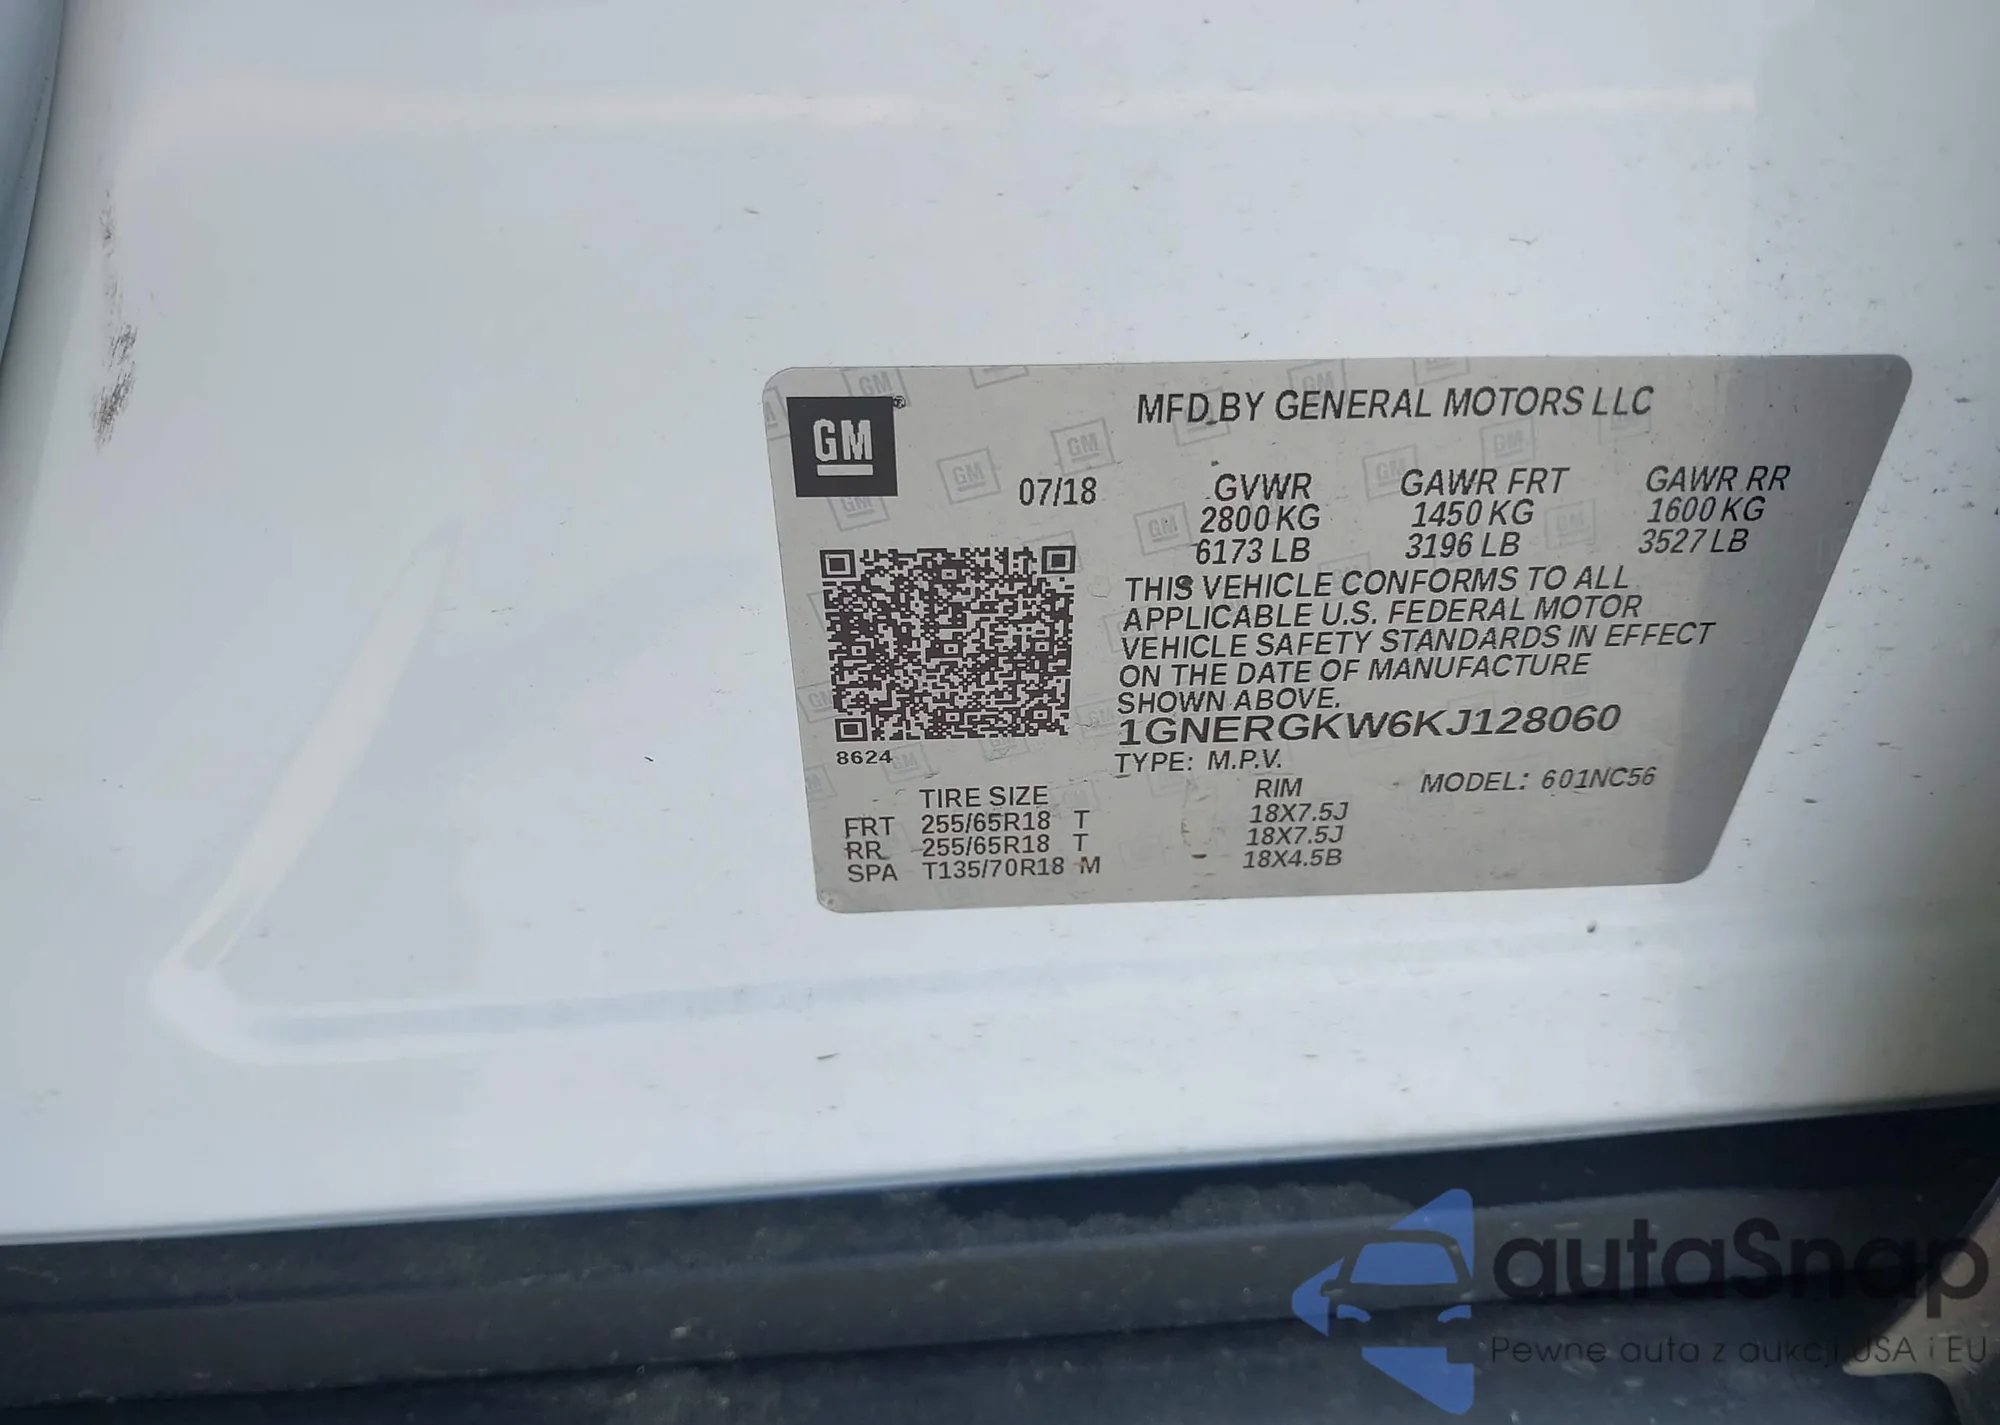 GM
MFD BY GENERAL MOTORS LLC
07/18 GVWR GAWR FRT GAWR RR
2800 KG 1450 KG 1600 KG
6173 LB 3196 LB 3527 LB
THIS VEHICLE CONFORMS TO ALL
APPLICABLE U.S. FEDERAL MOTOR
VEHICLE SAFETY STANDARDS IN EFFECT
ON THE DATE OF MANUFACTURE
SHOWN ABOVE.
1GNERGKW6KJ128060
8624
TYPE: M.P.V. MODEL: 601NC56
TIRE SIZE RIM
FRT 255/65R18 T 18X7.5J
RR 255/65R18 T 18X7.5J
SPA T135/70R18 M 18X4.5B
autaSnap
Pewne auta z aukcji USA i EU